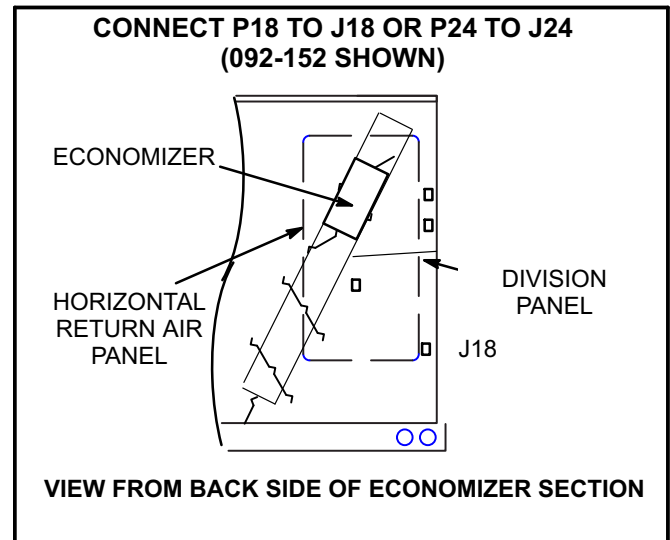 CONNECT P18 TO J18 OR P24 TO J24
(092-152 SHOWN)
ECONOMIZER
HORIZONTAL
RETURN AIR
PANEL
DIVISION
PANEL
J18
VIEW FROM BACK SIDE OF ECONOMIZER SECTION